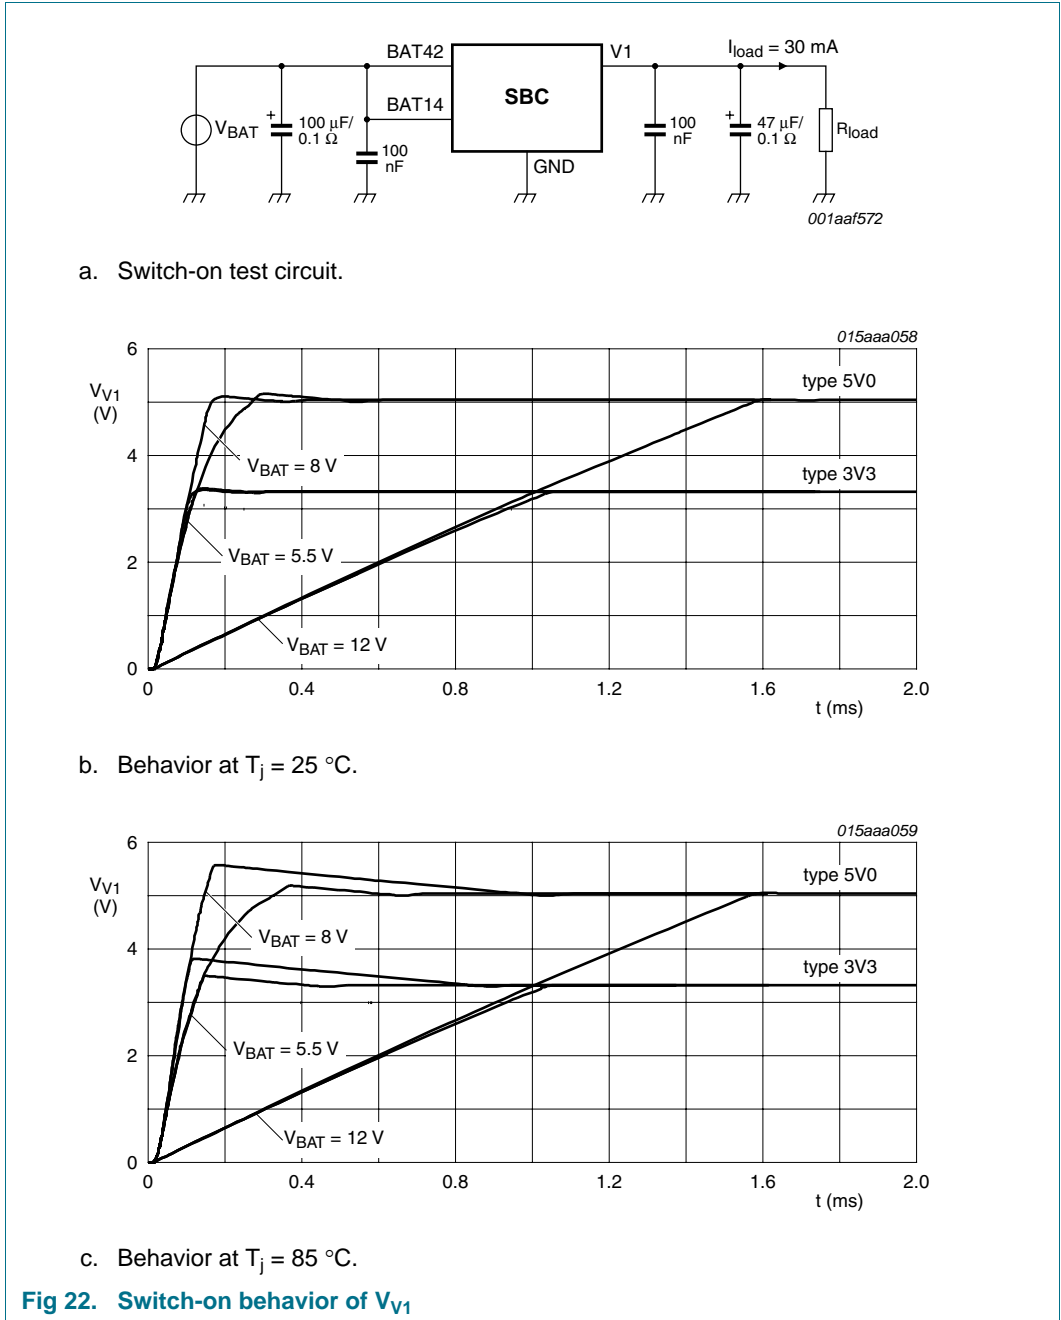 BAT42
V1
Iload = 30 mA
BAT14
SBC
VBAT
+
100 μF/
0.1 Ω
100
nF
GND
100
nF
+
47 μF/
0.1 Ω
Rload
001aaf572
a. Switch-on test circuit.
015aaa058
6
VV1
(V)
type 5V0
4
VBAT = 8 V
type 3V3
VBAT = 5.5 V
2
VBAT = 12 V
0
0 0.4 0.8 1.2 1.6 2.0
t (ms)
b. Behavior at Tj = 25 °C.
015aaa059
6
VV1
(V)
type 5V0
VBAT = 8 V
4
type 3V3
VBAT = 5.5 V
2
VBAT = 12 V
0
0 0.4 0.8 1.2 1.6 2.0
t (ms)
c. Behavior at Tj = 85 °C.
Fig 22. Switch-on behavior of VV1